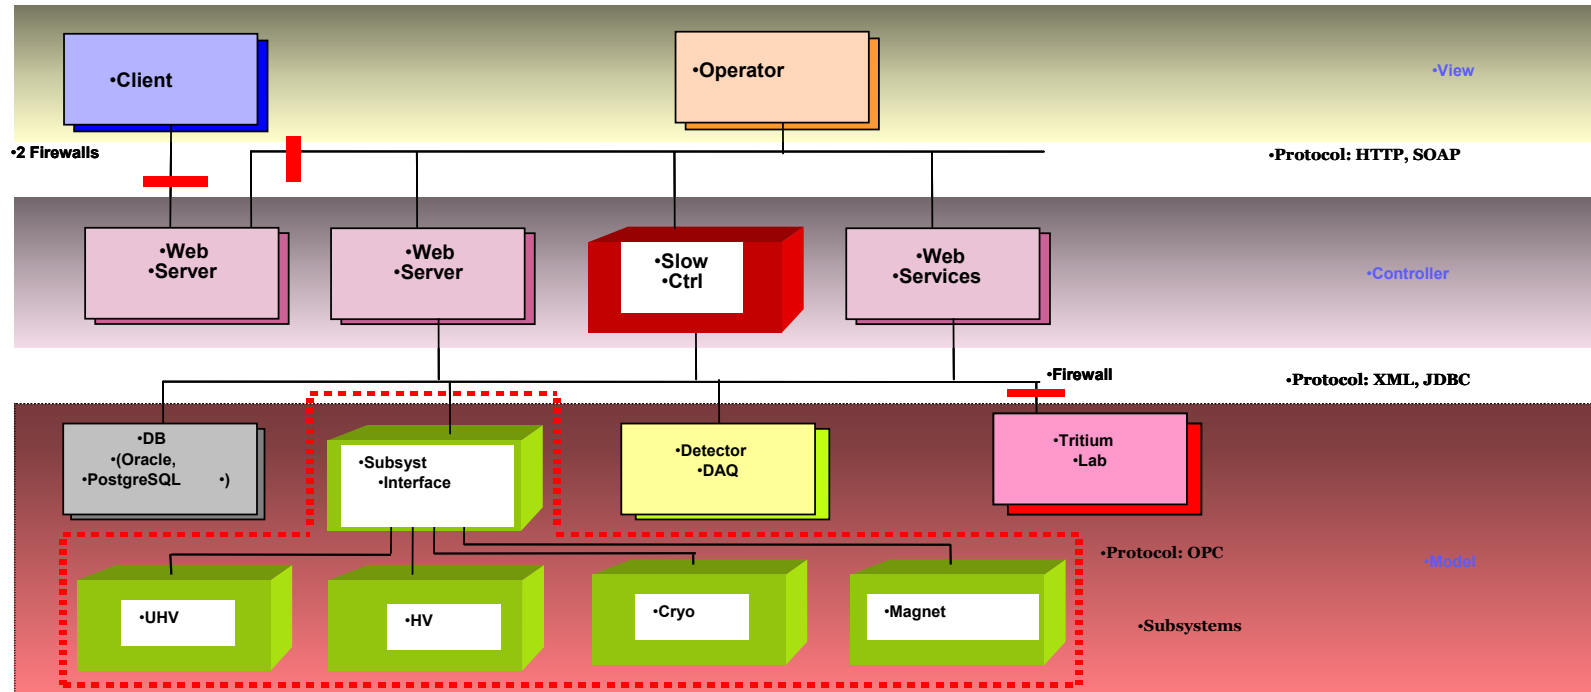 •Client
•Operator
•View
•2 Firewalls
•Protocol: HTTP, SOAP
•Web
•Server
•Web
•Server
•Slow
•Ctrl
•Web
•Services
•Controller
•Firewall
•Protocol: XML, JDBC
•DB
•(Oracle,
•PostgreSQL •)
•Subsyst
•Interface
•Detector
•DAQ
•Tritium
•Lab
•Protocol: OPC
•Model
•UHV
•HV
•Cryo
•Magnet
•Subsystems